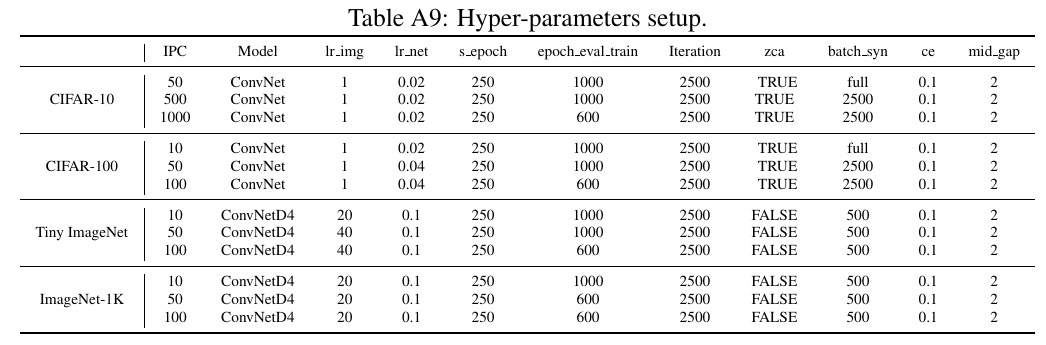 Table A9: Hyper-parameters setup.
IPC Model lr_img lr_net s_epoch epoch_eval_train Iteration zca batch_syn ce mid_gap
CIFAR-10
50 ConvNet 1 0.02 250 1000 2500 TRUE full 0.1 2
500 ConvNet 1 0.02 250 1000 2500 TRUE 2500 0.1 2
1000 ConvNet 1 0.02 250 600 2500 TRUE 2500 0.1 2
CIFAR-100
10 ConvNet 1 0.02 250 1000 2500 TRUE full 0.1 2
50 ConvNet 1 0.04 250 1000 2500 TRUE 2500 0.1 2
100 ConvNet 1 0.04 250 600 2500 TRUE 2500 0.1 2
Tiny ImageNet
10 ConvNetD4 20 0.1 250 1000 2500 FALSE 500 0.1 2
50 ConvNetD4 40 0.1 250 1000 2500 FALSE 500 0.1 2
100 ConvNetD4 40 0.1 250 600 2500 FALSE 500 0.1 2
ImageNet-1K
10 ConvNetD4 20 0.1 250 1000 2500 FALSE 500 0.1 2
50 ConvNetD4 20 0.1 250 600 2500 FALSE 500 0.1 2
100 ConvNetD4 20 0.1 250 600 2500 FALSE 500 0.1 2